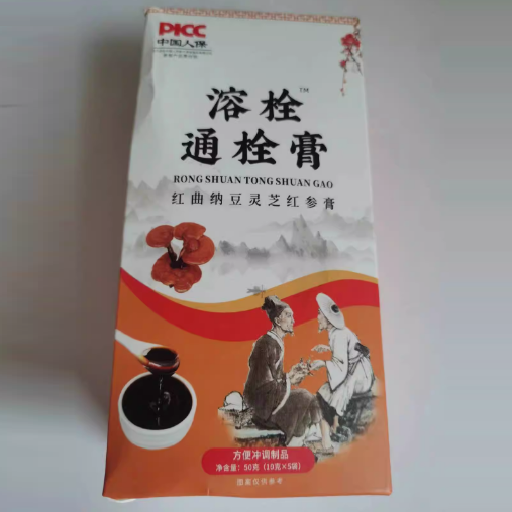 PICC
中国人保
溶栓™
通栓膏
RONG SHUAN TONG SHUAN GAO
红曲纳豆灵芝红参膏
方便冲调制品
净含量：50克（10克×5袋）
图案仅供参考